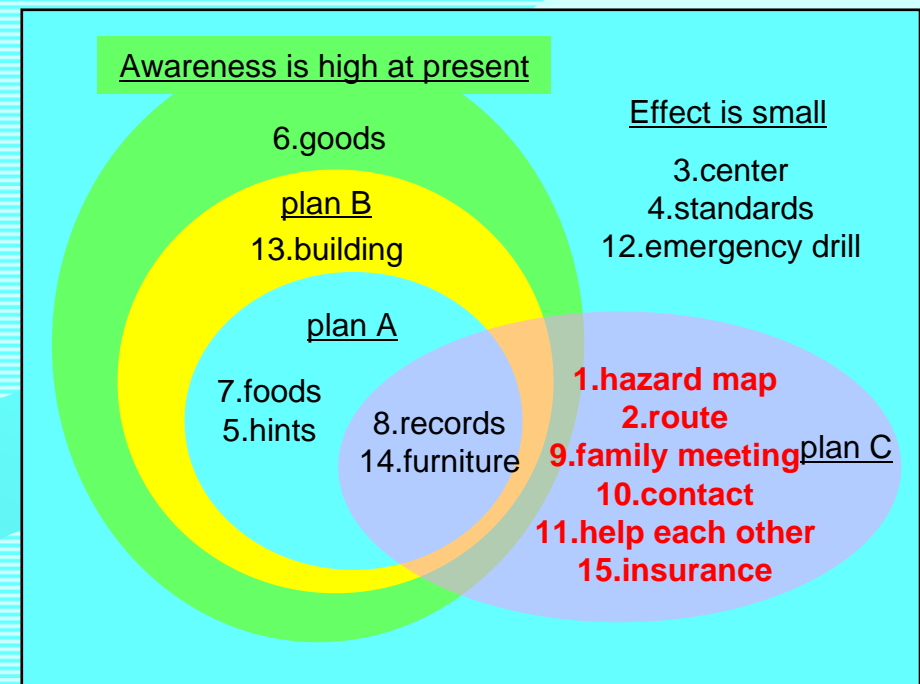 Awareness is high at present
6.goods
plan B
13.building
plan A
7.foods
5.hints
8.records
14.furniture
Effect is small
3.center
4.standards
12.emergency drill
1.hazard map
2.route
9.family meeting
plan C
10.contact
11.help each other
15.insurance